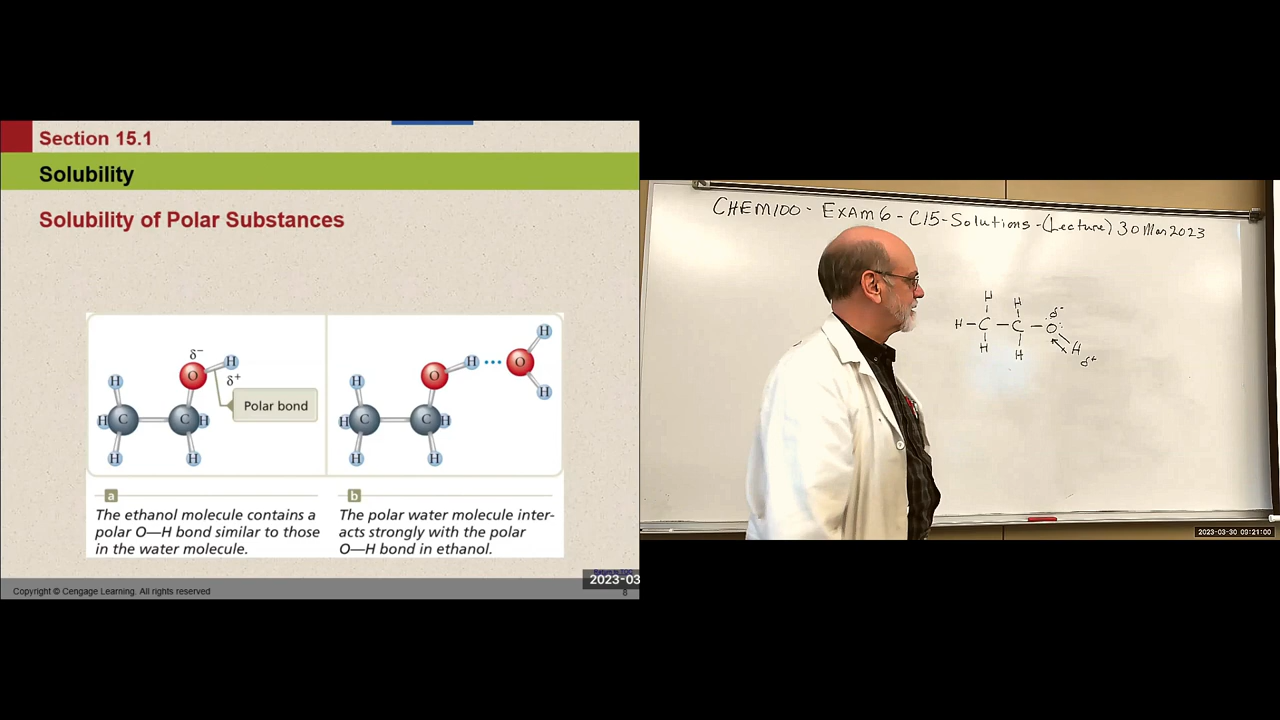 Section 15.1
Solubility
Solubility of Polar Substances
δ–
H
O
δ+
H
Polar bond
H C C H
H H
H
O H ••• O
H
H
H C C H
H H
a
The ethanol molecule contains a
polar O—H bond similar to those
in the water molecule.
b
The polar water molecule inter-
acts strongly with the polar
O—H bond in ethanol.
Copyright © Cengage Learning. All rights reserved
2023-03
8
CHEM100 - EXAM 6 - C15 - Solutions - (Lecture) 30 Mar 2023
H H δ-
H – C – C – O
H H H
δ+
2023-03-30 09:21:00